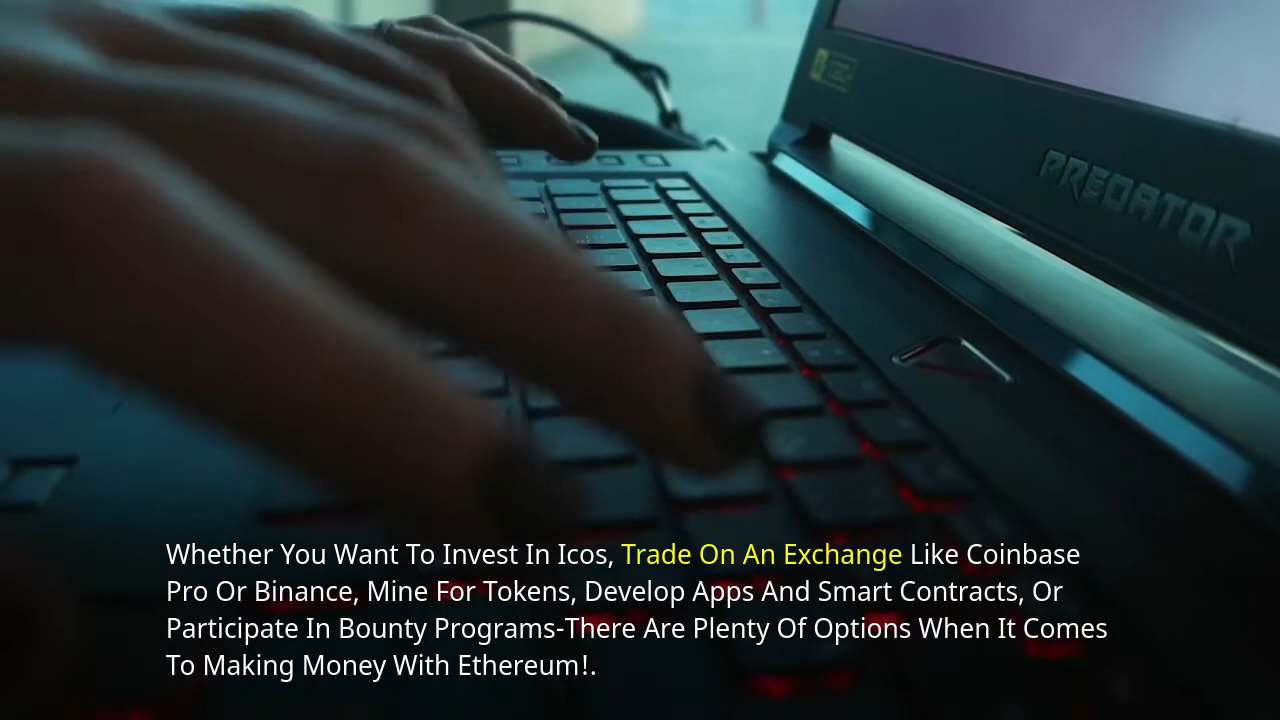 PREDATOR
Whether You Want To Invest In Icos, Trade On An Exchange Like Coinbase
Pro Or Binance, Mine For Tokens, Develop Apps And Smart Contracts, Or
Participate In Bounty Programs-There Are Plenty Of Options When It Comes
To Making Money With Ethereum!.